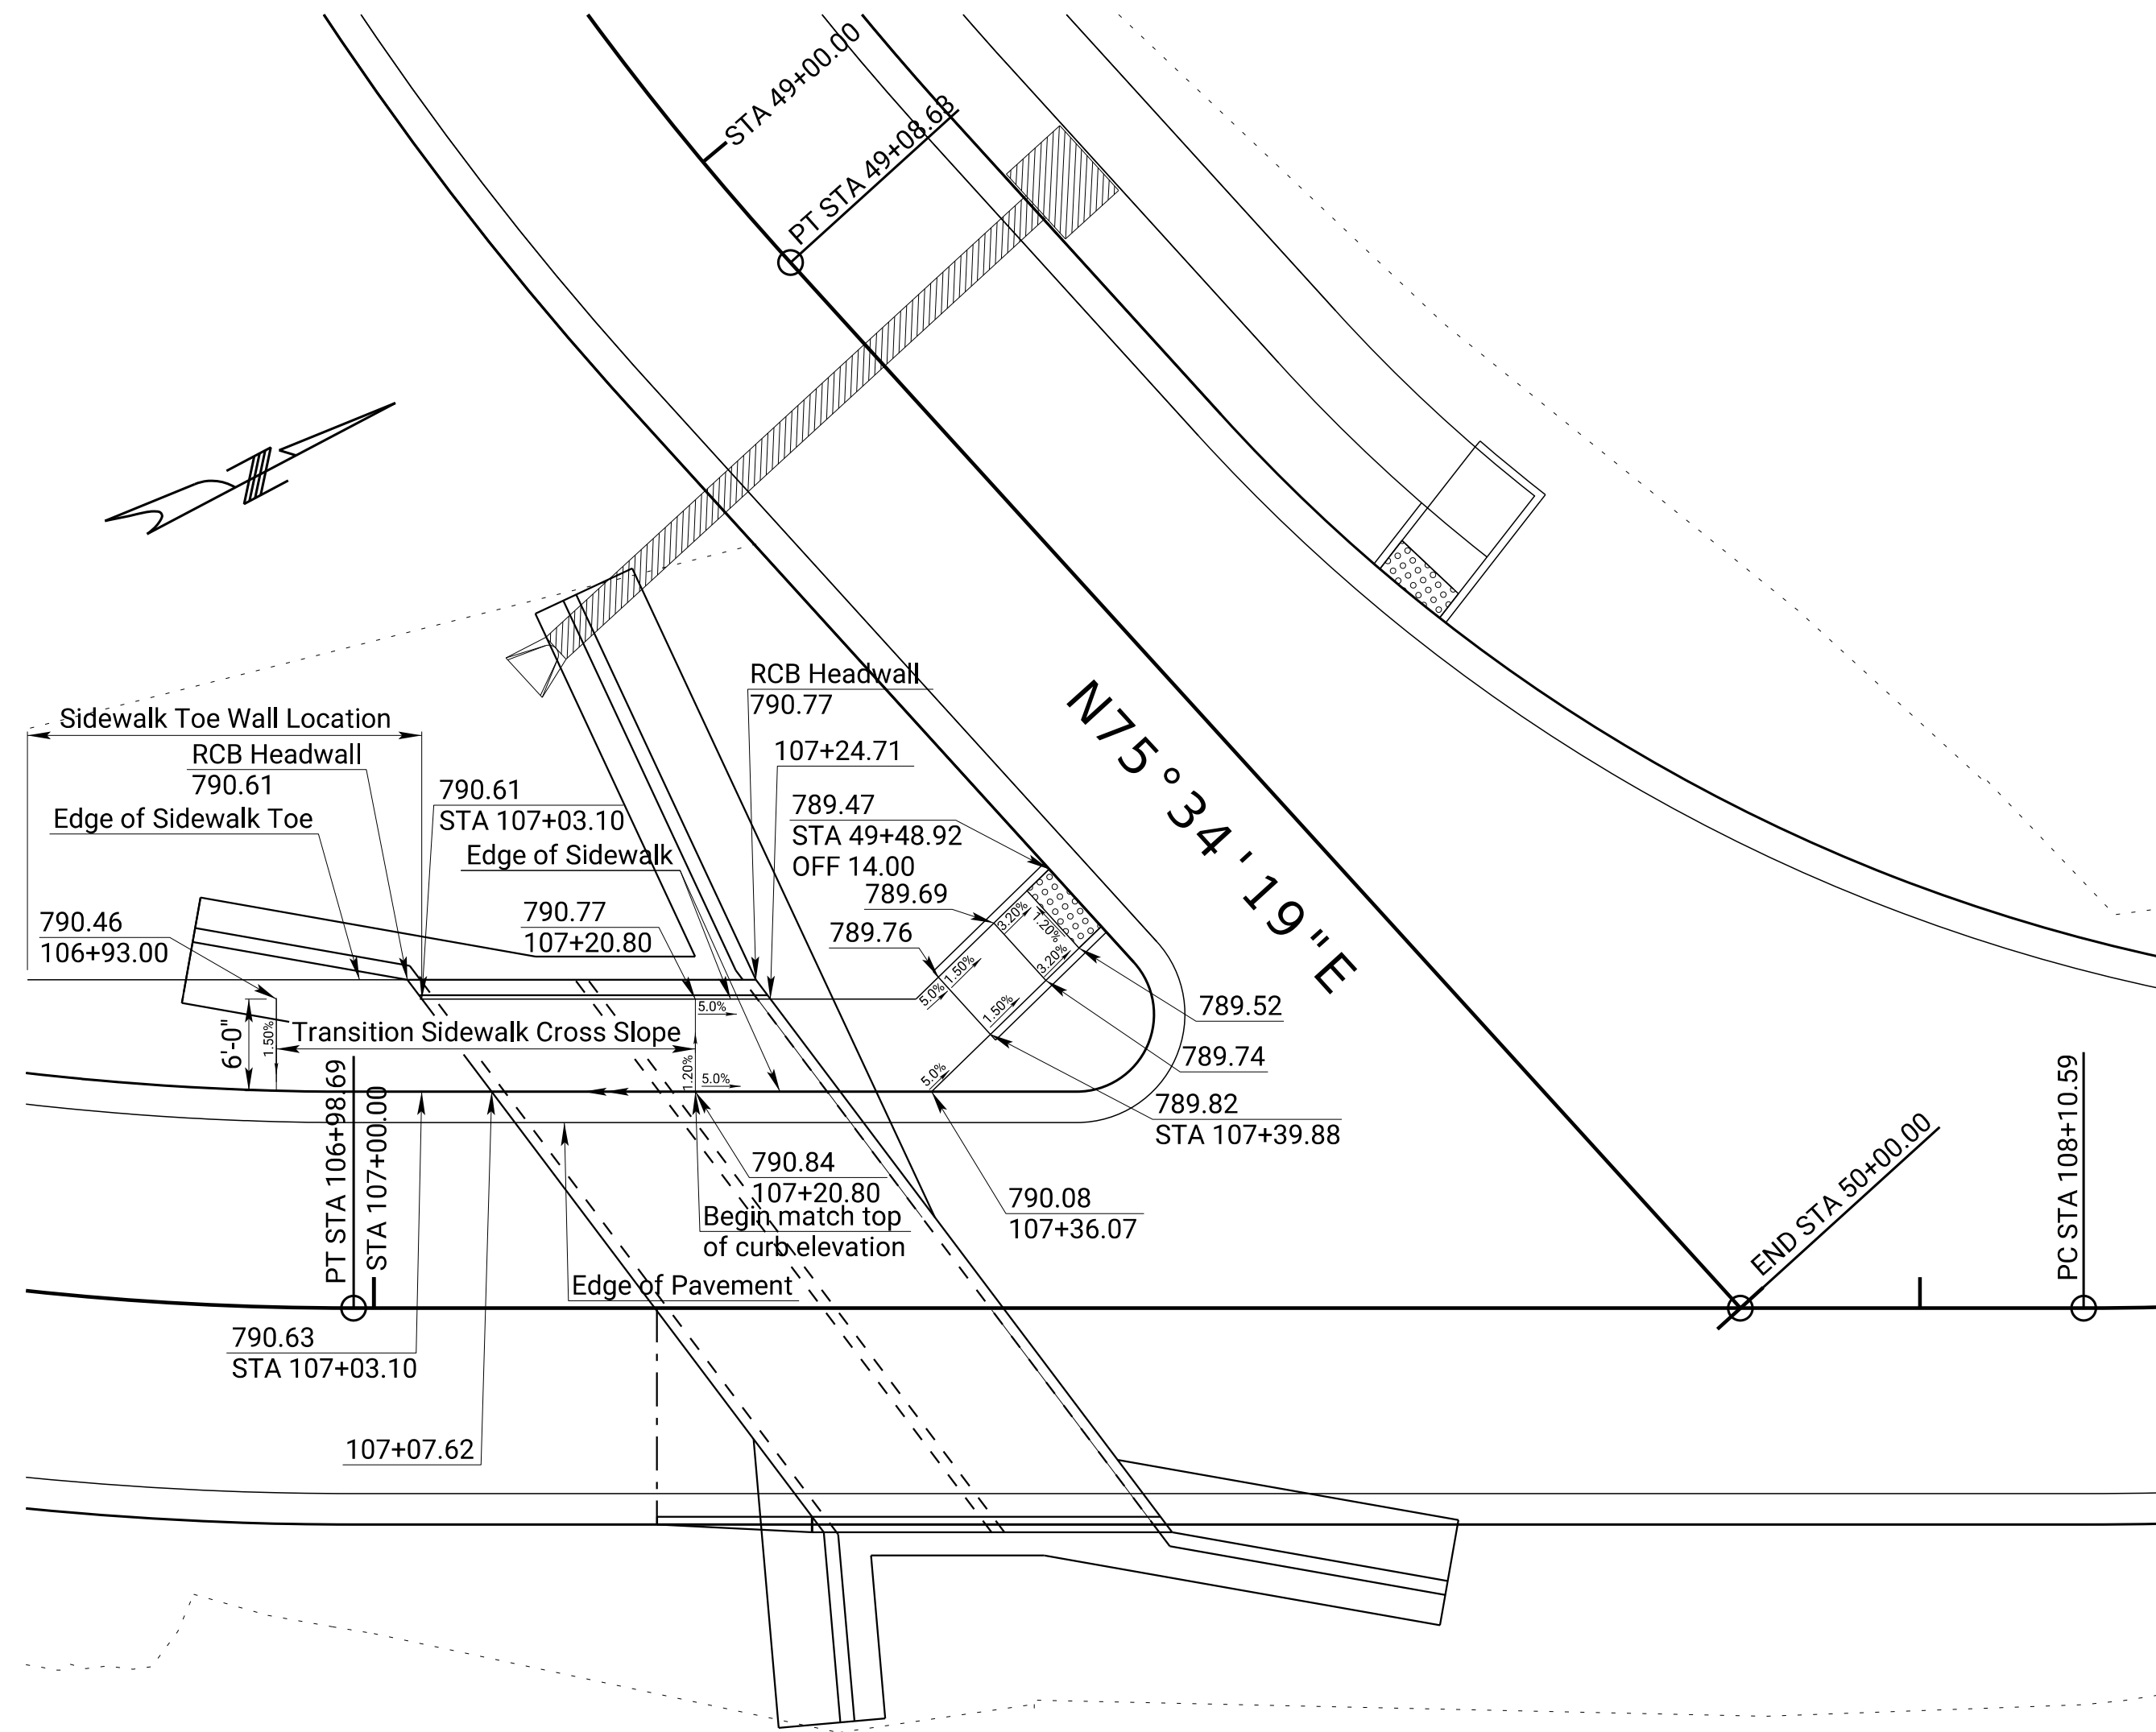 STA 49+00.00
PT STA 49+08.63
N75°34'19"E
RCB Headwall
790.77
107+24.71
Sidewalk Toe Wall Location
RCB Headwall
790.61
Edge of Sidewalk Toe
790.61
STA 107+03.10
Edge of Sidewalk
789.47
STA 49+48.92
OFF 14.00
789.69
789.76
790.46
106+93.00
790.77
107+20.80
3.20%
1.20%
3.20%
1.50%
5.0%
1.50%
5.0%
5.0%
5.0%
1.20%
1.50%
6'-0"
Transition Sidewalk Cross Slope
789.52
789.74
789.82
STA 107+39.88
790.08
107+36.07
790.84
107+20.80
Begin match top
of curb elevation
Edge of Pavement
PT STA 106+98.69
STA 107+00.00
790.63
STA 107+03.10
107+07.62
END STA 50+00.00
PC STA 108+10.59